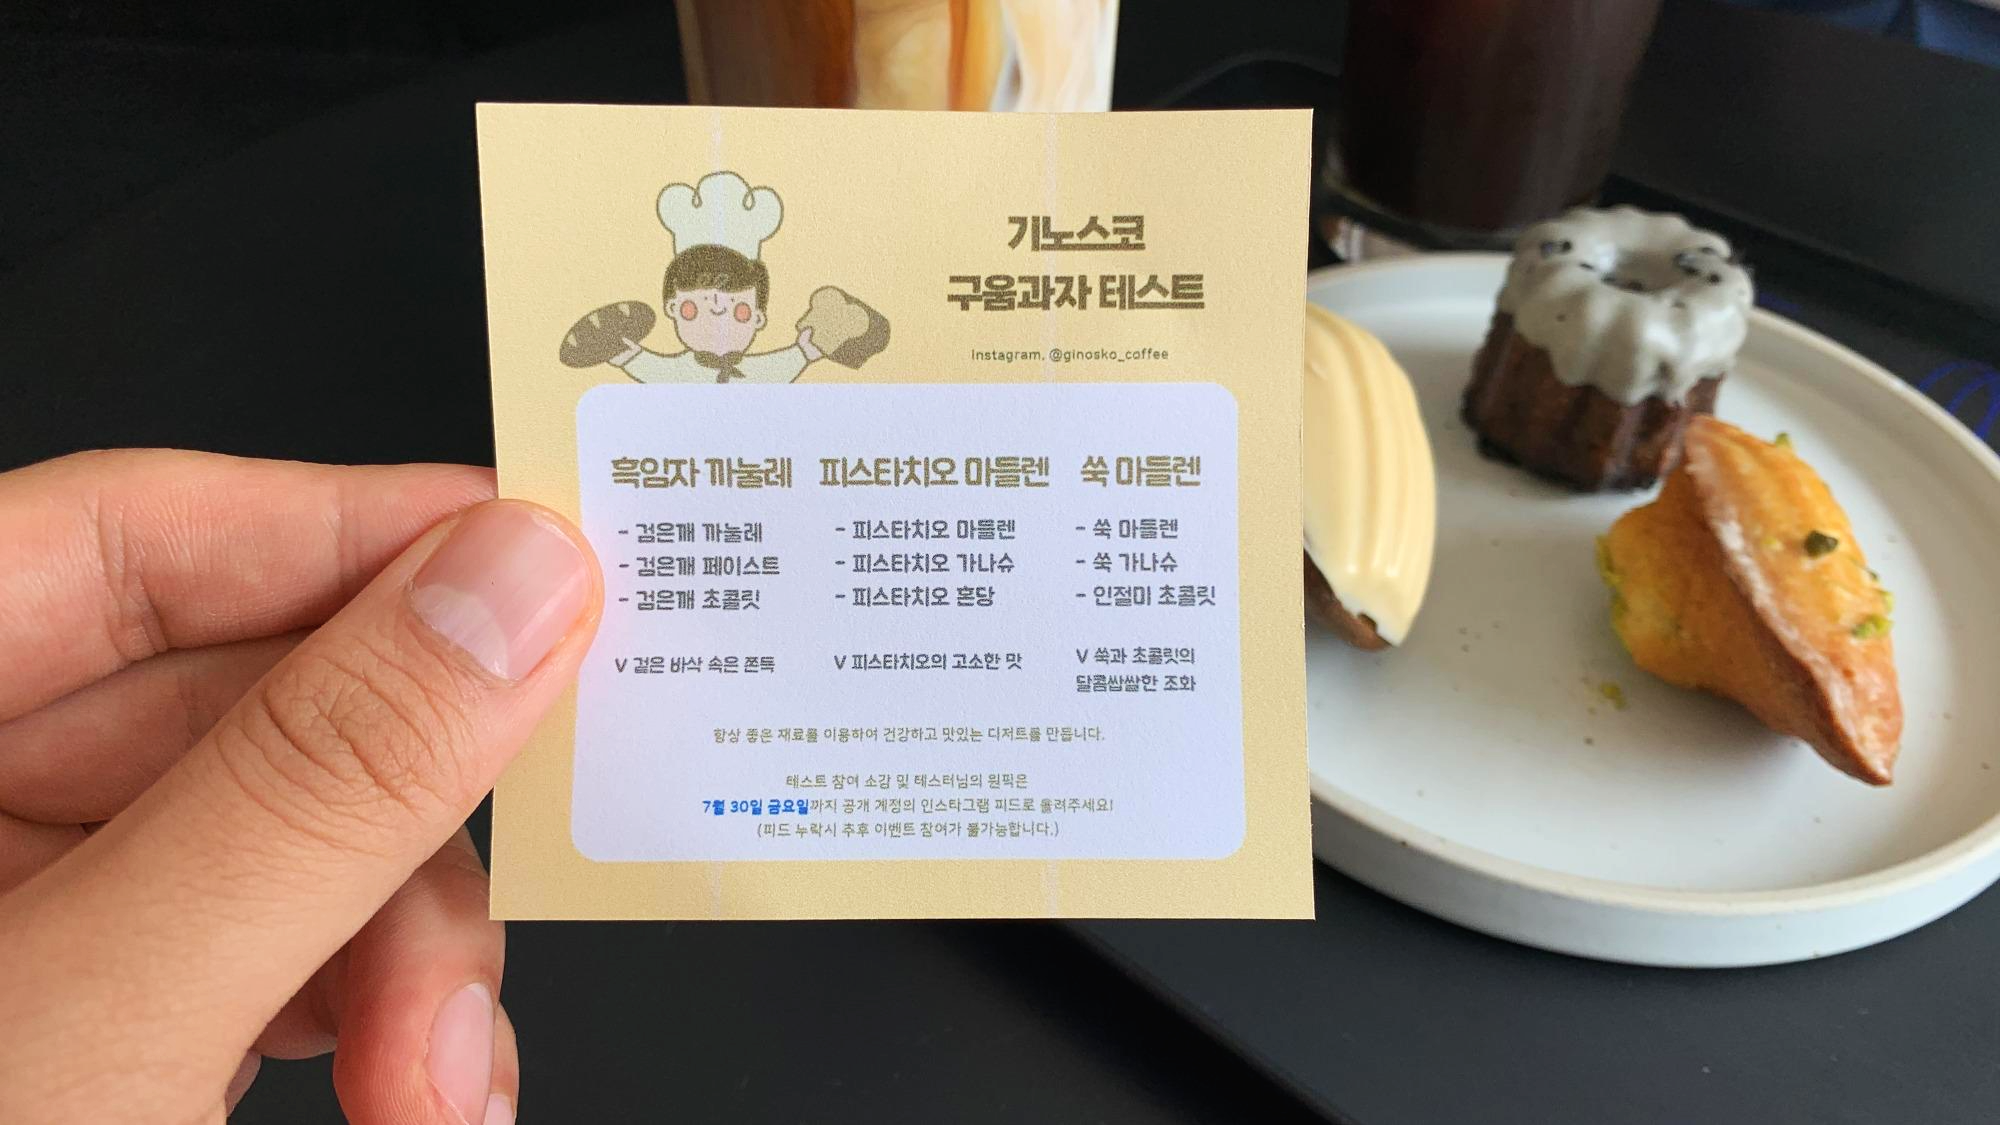 기노스코
구움과자 테스트
Instagram. @ginosko_coffee
흑임자 까눌레
- 검은깨 까눌레
- 검은깨 페이스트
- 검은깨 초콜릿
V 겉은 바삭 속은 쫀득
피스타치오 마들렌
- 피스타치오 마들렌
- 피스타치오 가나슈
- 피스타치오 혼당
V 피스타치오의 고소한 맛
쑥 마들렌
- 쑥 마들렌
- 쑥 가나슈
- 인절미 초콜릿
V 쑥과 초콜릿의
달콤쌉쌀한 조화
항상 좋은 재료를 이용하여 건강하고 맛있는 디저트를 만듭니다.
테스트 참여 소감 및 테스터님의 원픽은
7월 30일 금요일까지 공개 계정의 인스타그램 피드로 올려주세요!
(피드 누락시 추후 이벤트 참여가 불가능합니다.)